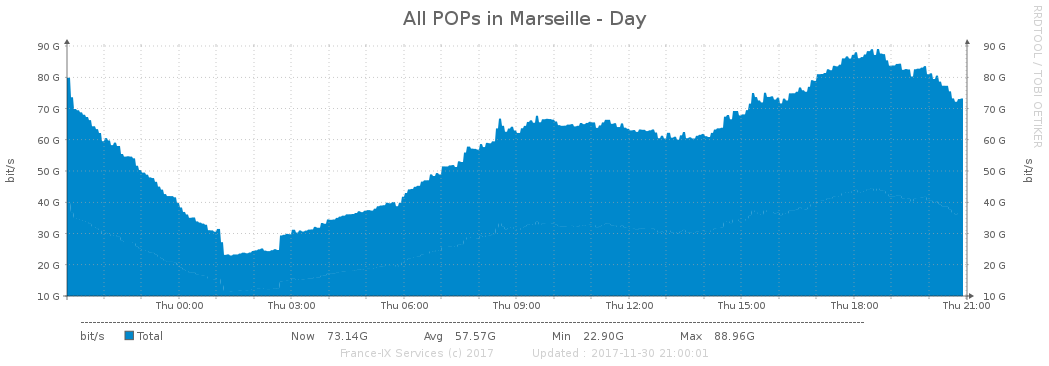 All POPs in Marseille - Day
RRDTOOL / TOBI OETIKER
90 G 90 G
80 G 80 G
70 G 70 G
60 G 60 G
50 G 50 G
40 G 40 G
30 G 30 G
20 G 20 G
10 G 10 G
bit/s bit/s
Thu 00:00 Thu 03:00 Thu 06:00 Thu 09:00 Thu 12:00 Thu 15:00 Thu 18:00 Thu 21:00
bit/s Total Now 73.14G Avg 57.57G Min 22.90G Max 88.96G
France-IX Services (c) 2017 Updated : 2017-11-30 21:00:01